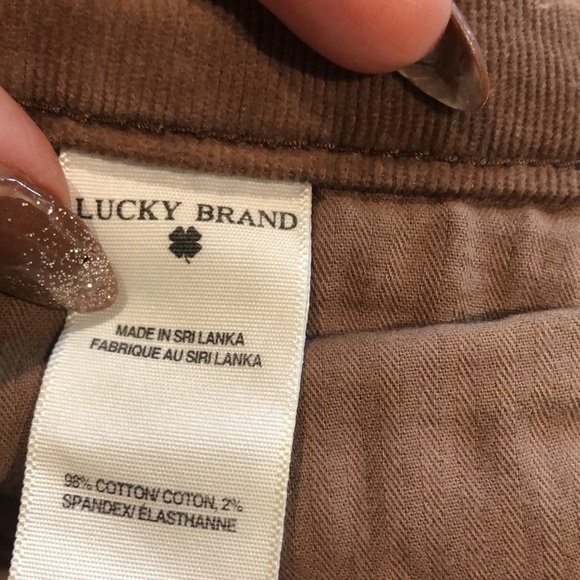 LUCKY BRAND
MADE IN SRI LANKA
FABRIQUE AU SIRI LANKA
98% COTTON/ COTON, 2%
SPANDEX/ ÉLASTHANNE